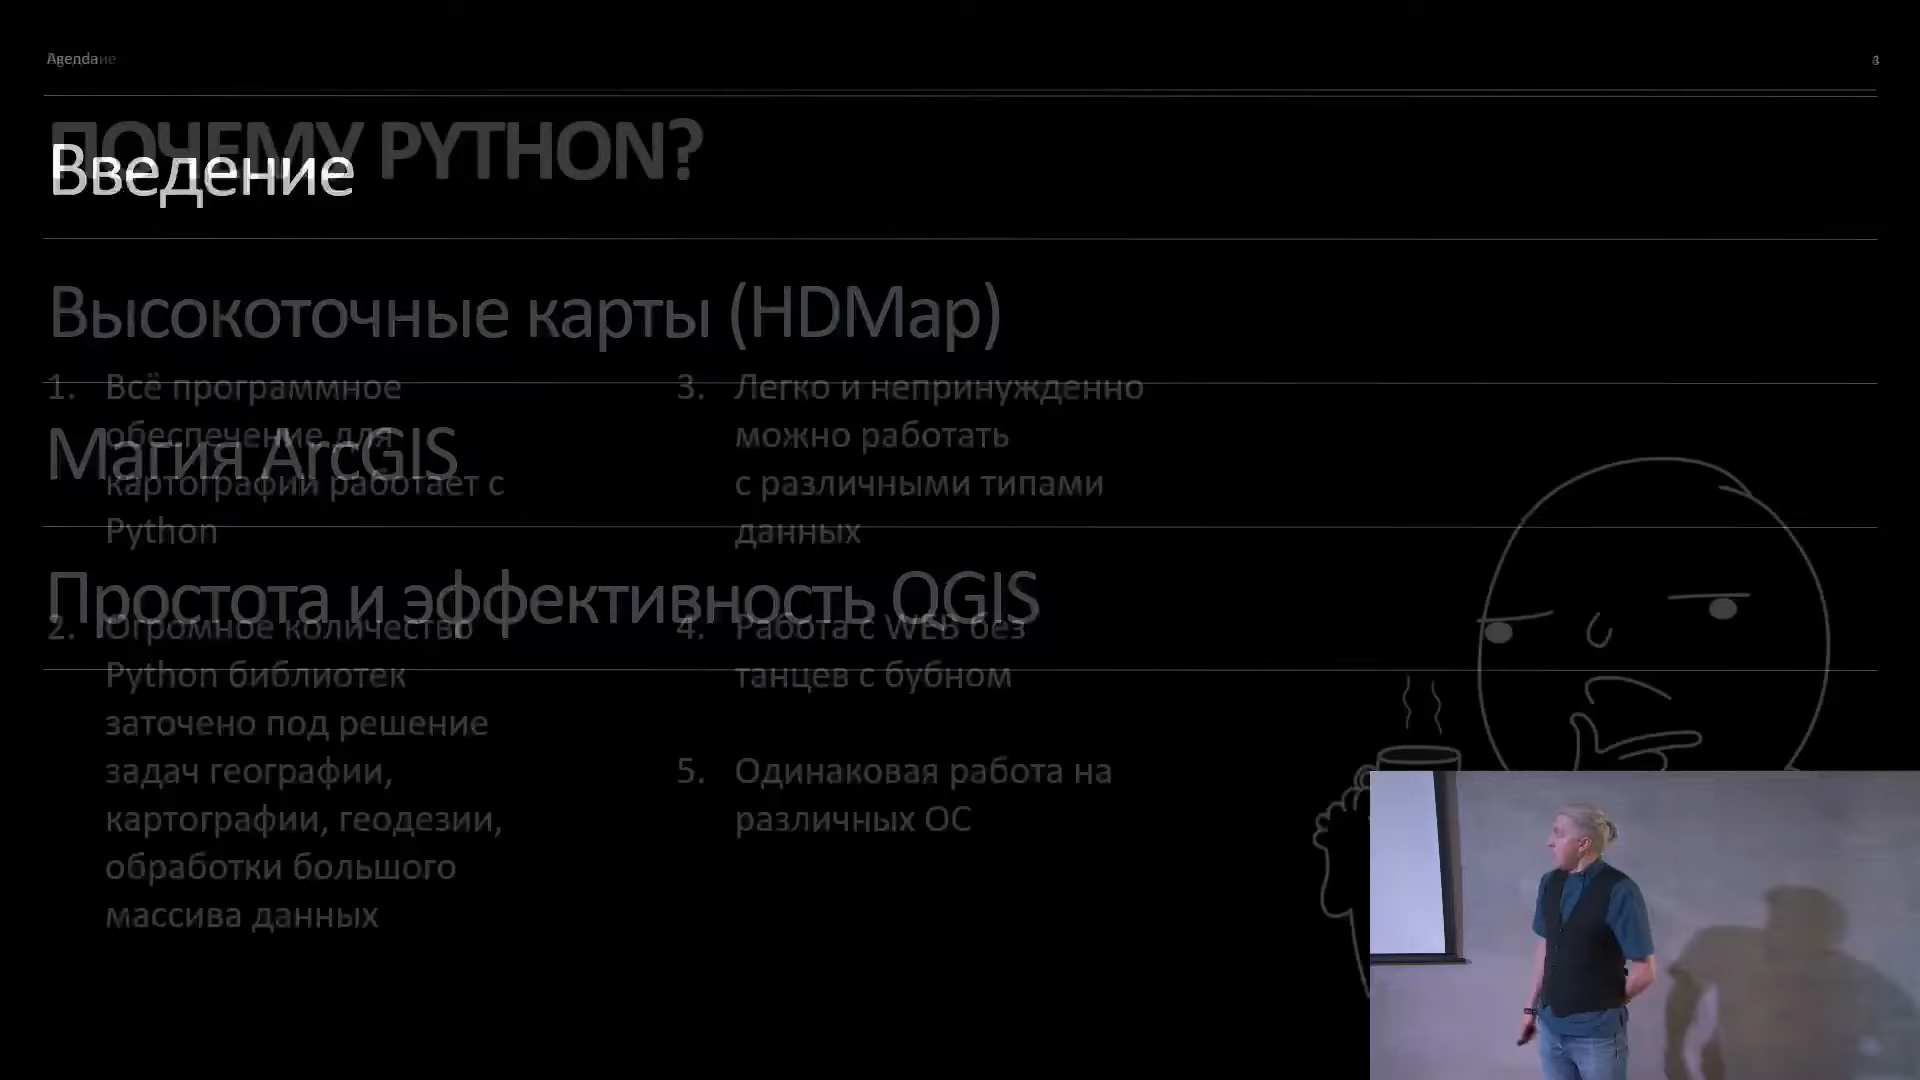 Agenda
ПОЧЕМУ PYTHON?
Введение
Высокоточные карты (HDMap)
Магия ArcGIS
Простота и эффективность QGIS
1. Всё программное
обеспечение для
картографии работает с
Python
2. Огромное количество
Python библиотек
заточено под решение
задач географии,
картографии, геодезии,
обработки большого
массива данных
3. Легко и непринужденно
можно работать
с различными типами
данных
4. Работа с WEB без
танцев с бубном
5. Одинаковая работа на
различных ОС